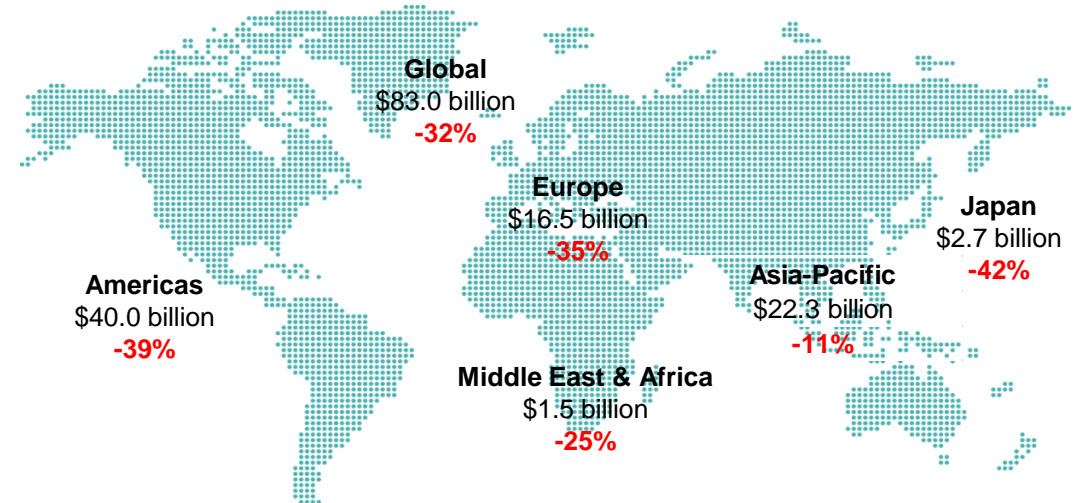 Global
$83.0 billion
-32%
Europe
$16.5 billion
-35%
Japan
$2.7 billion
-42%
Americas
$40.0 billion
-39%
Asia-Pacific
$22.3 billion
-11%
Middle East & Africa
$1.5 billion
-25%